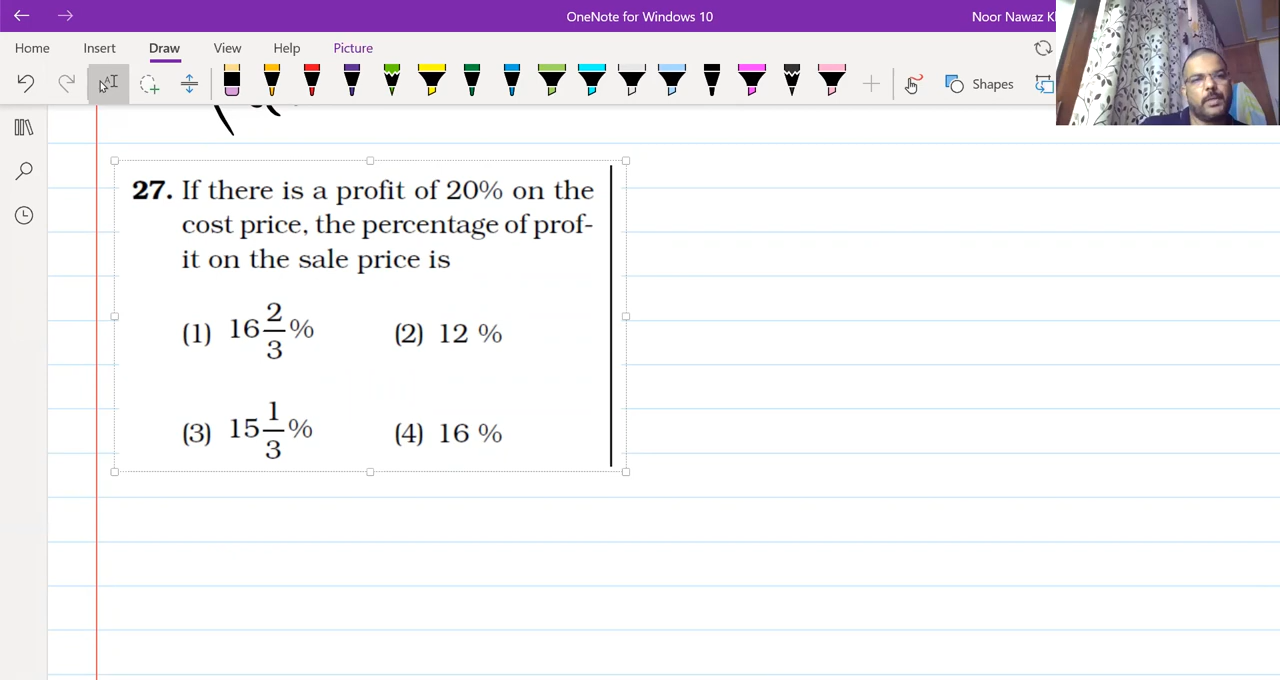 OneNote for Windows 10
Noor Nawaz K
Home Insert Draw View Help Picture
Shapes
27. If there is a profit of 20% on the
cost price, the percentage of prof-
it on the sale price is
(1) 16 2/3 % (2) 12 %
(3) 15 1/3 % (4) 16 %